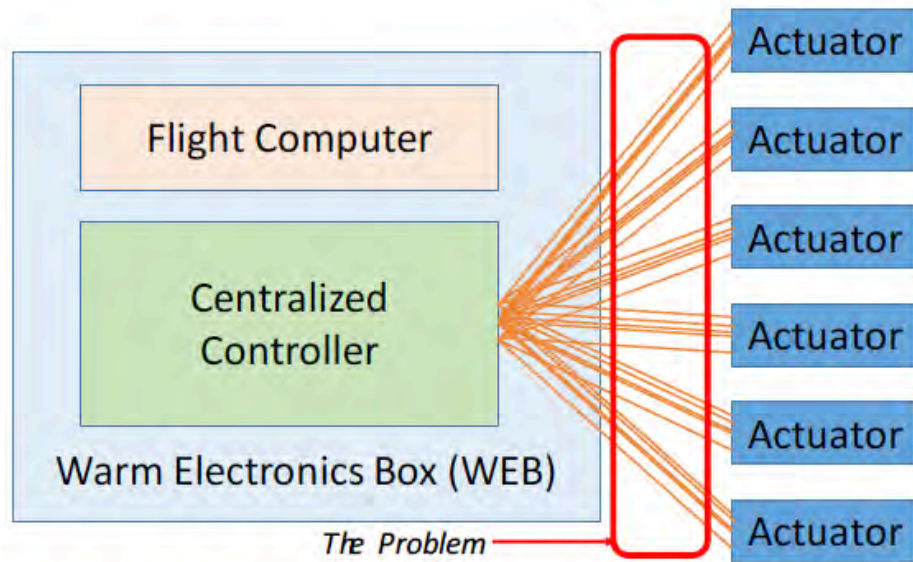 Flight Computer
Centralized
Controller
Warm Electronics Box (WEB)
The Problem
Actuator
Actuator
Actuator
Actuator
Actuator
Actuator